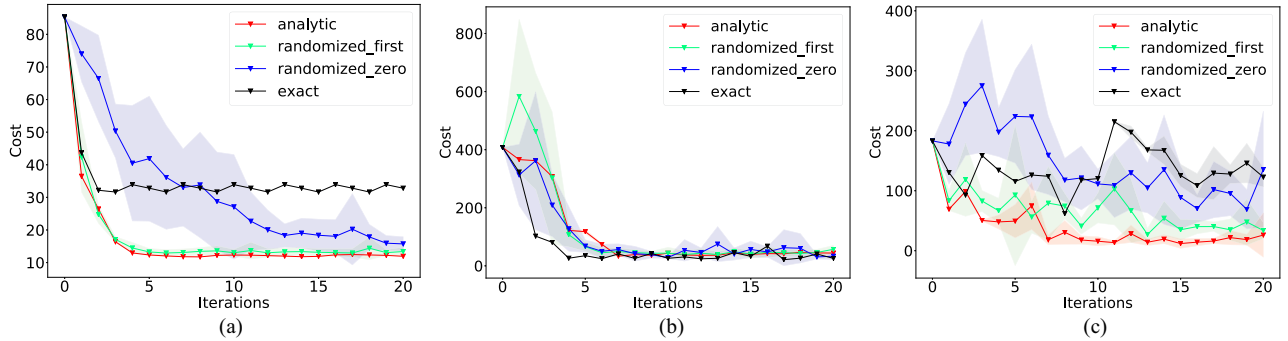 80
70
60
50
40
30
20
10
Cost
0
5
10
15
20
Iterations
analytic
randomized_first
randomized_zero
exact
(a)
800
600
400
200
0
Cost
0
5
10
15
20
Iterations
analytic
randomized_first
randomized_zero
exact
(b)
400
300
200
100
0
Cost
0
5
10
15
20
Iterations
analytic
randomized_first
randomized_zero
exact
(c)